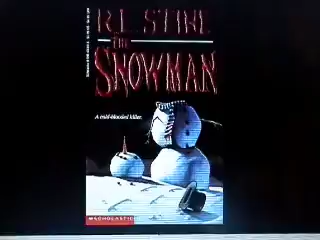 R.L. STINE
THE
SNOWMAN
A cold-blooded killer.
SCHOLASTIC